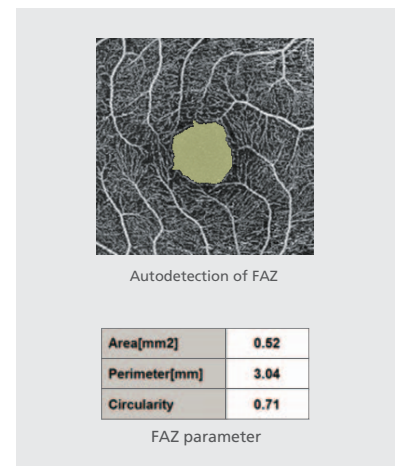 Autodetection of FAZ
Area[mm2] 0.52
Perimeter[mm] 3.04
Circularity 0.71
FAZ parameter